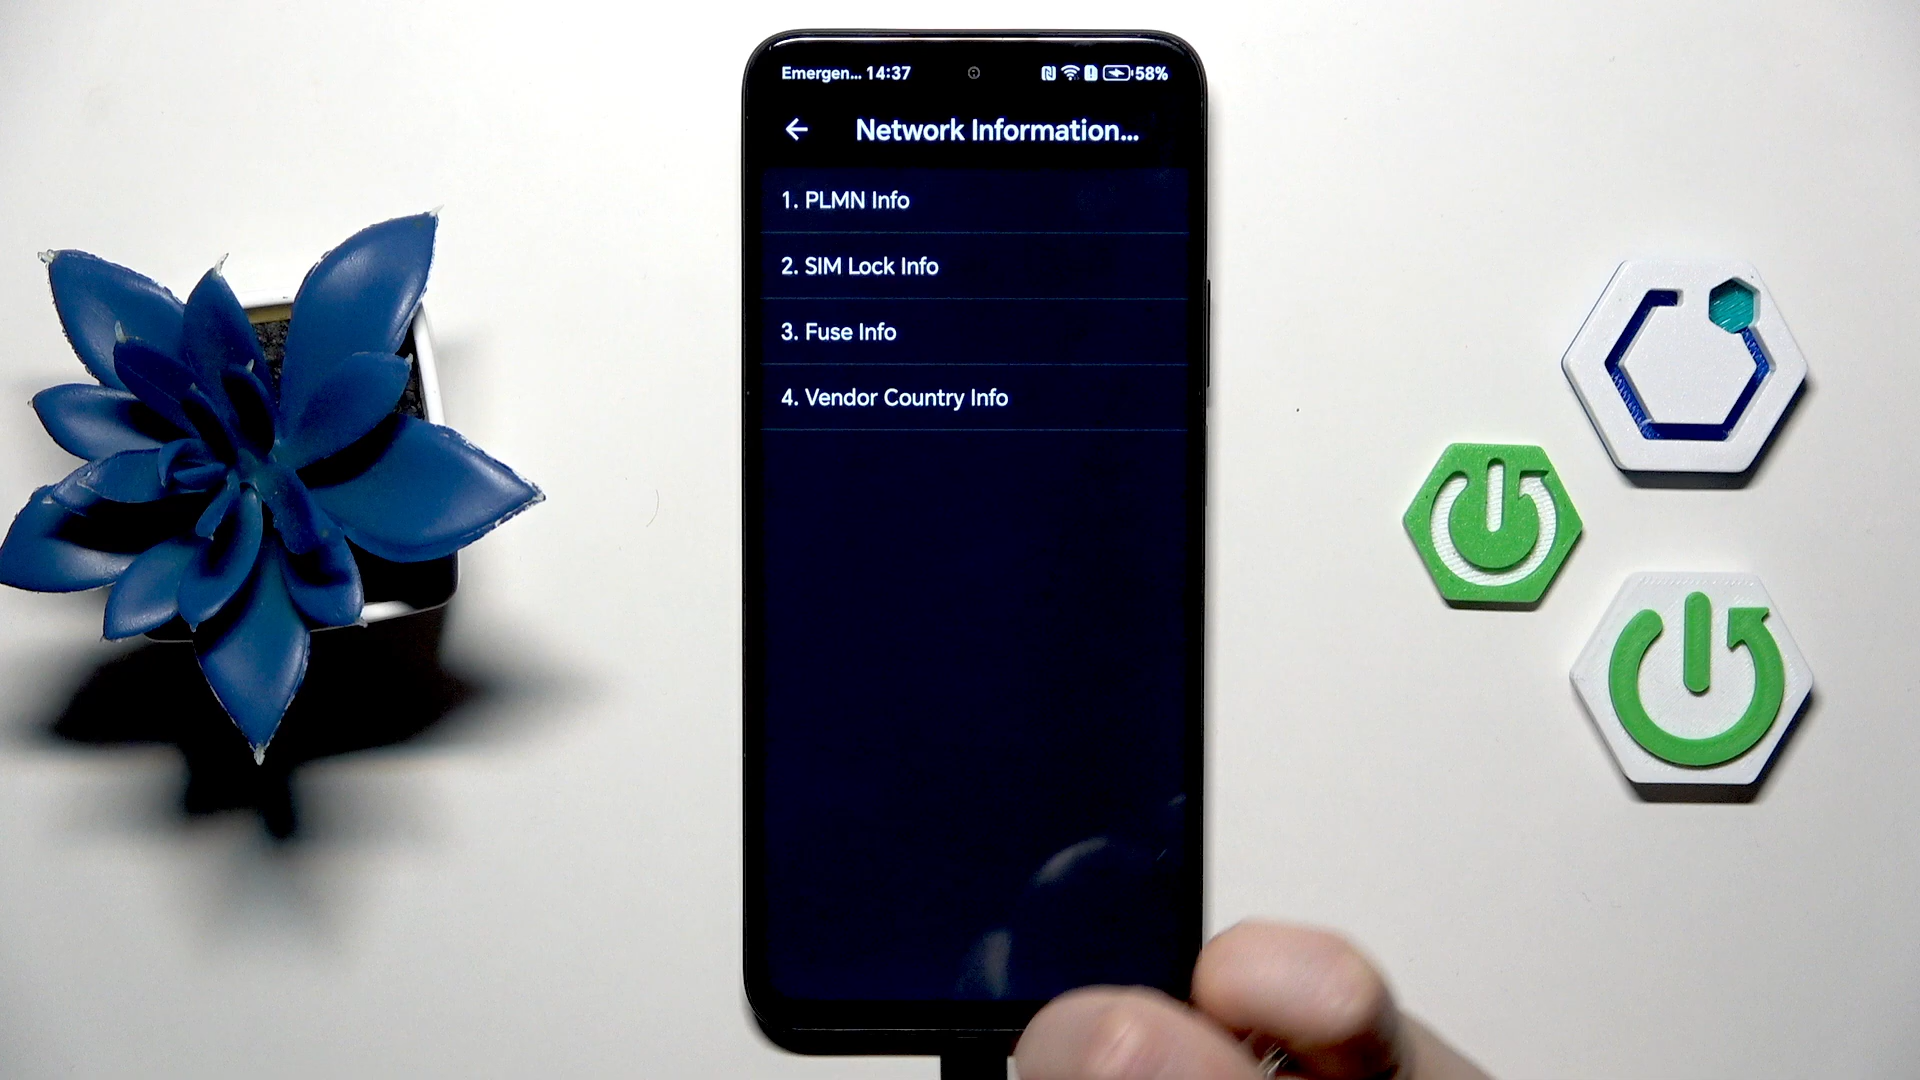 Emergen... 14:37 58%
Network Information...
1. PLMN Info
2. SIM Lock Info
3. Fuse Info
4. Vendor Country Info